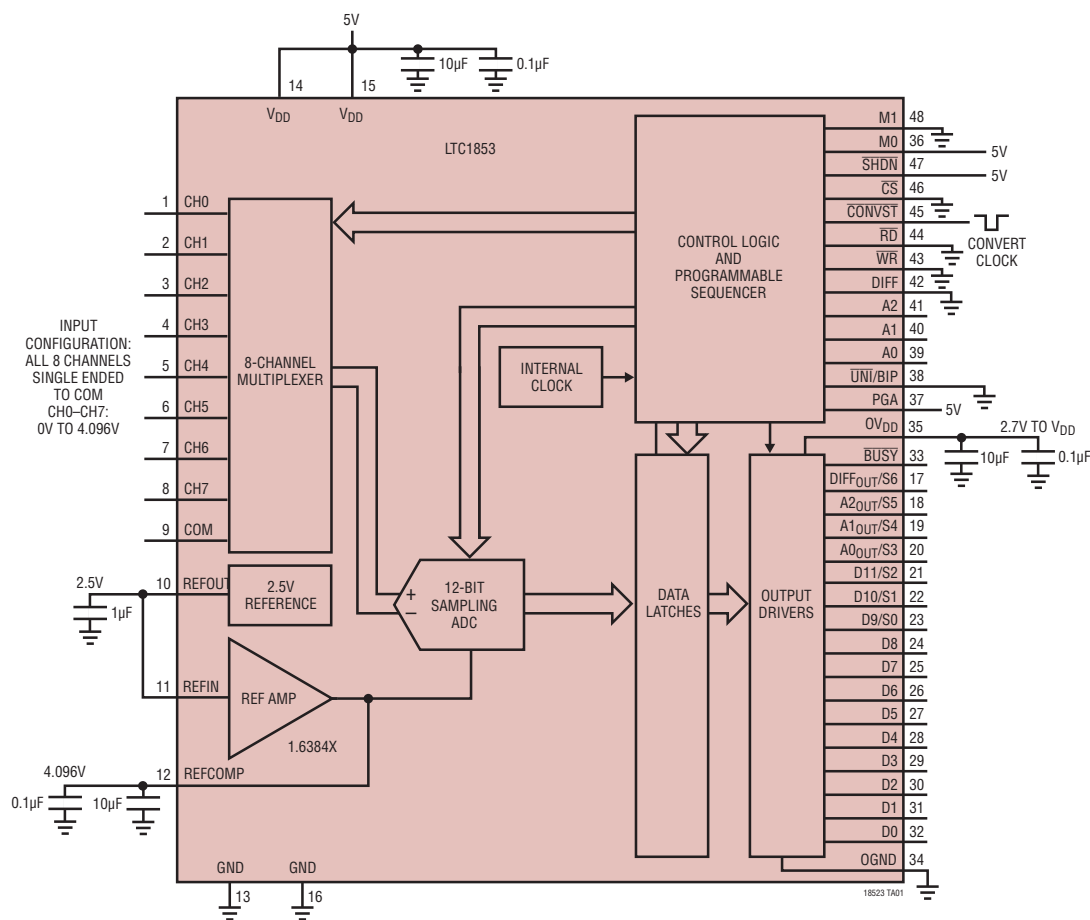 5V
10µF
0.1µF
14
15
VDD
VDD
LTC1853
M1
48
M0
36
5V
SHDN
47
5V
CS
46
CONVST
45
CONVERT
CLOCK
RD
44
WR
43
DIFF
42
A2
41
A1
40
A0
39
UNI/BIP
38
PGA
37
5V
OVDD
35
2.7V TO VDD
10µF
0.1µF
BUSY
33
DIFFOUT/S6
17
A2OUT/S5
18
A1OUT/S4
19
A0OUT/S3
20
D11/S2
21
D10/S1
22
D9/S0
23
D8
24
D7
25
D6
26
D5
27
D4
28
D3
29
D2
30
D1
31
D0
32
OGND
34
CONTROL LOGIC
AND
PROGRAMMABLE
SEQUENCER
INTERNAL
CLOCK
1
CH0
2
CH1
3
CH2
4
CH3
5
CH4
6
CH5
7
CH6
8
CH7
9
COM
INPUT
CONFIGURATION:
ALL 8 CHANNELS
SINGLE ENDED
TO COM
CH0–CH7:
0V TO 4.096V
8-CHANNEL
MULTIPLEXER
2.5V
1µF
10
REFOUT
2.5V
REFERENCE
+
−
12-BIT
SAMPLING
ADC
DATA
LATCHES
OUTPUT
DRIVERS
11
REFIN
REF AMP
1.6384X
4.096V
12
REFCOMP
0.1µF
10µF
GND
13
GND
16
18523 TA01